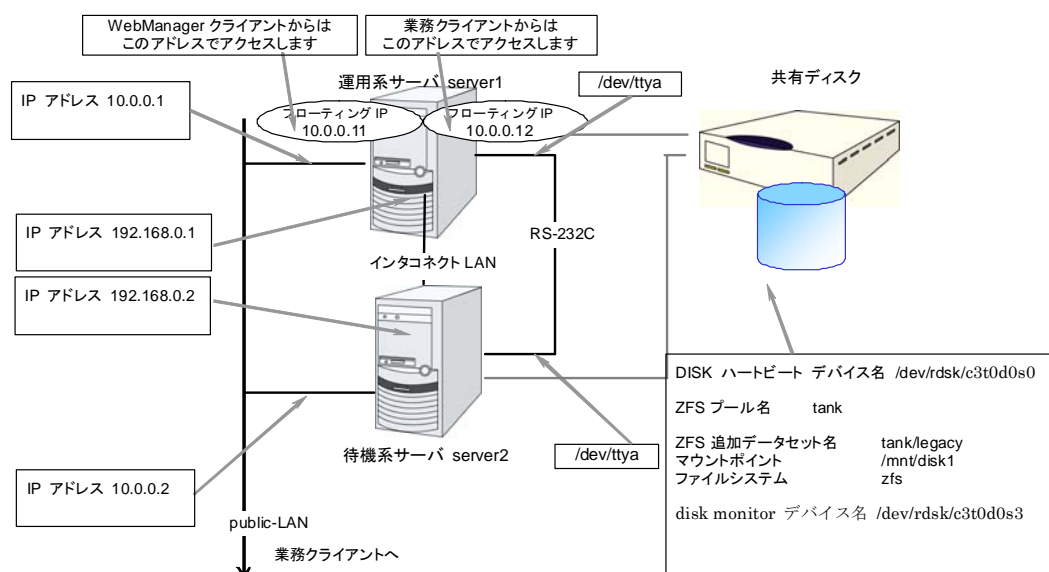 WebManager クライアントからは
このアドレスでアクセスします
業務クライアントからは
このアドレスでアクセスします
運用系サーバ server1
/dev/ttya
共有ディスク
IP アドレス 10.0.0.1
フローティング IP
10.0.0.11
フローティング IP
10.0.0.12
IP アドレス 192.168.0.1
RS-232C
インタコネクト LAN
IP アドレス 192.168.0.2
DISK ハートビート デバイス名 /dev/rdsk/c3t0d0s0
ZFS プール名 tank
ZFS 追加データセット名 tank/legacy
マウントポイント /mnt/disk1
ファイルシステム zfs
disk monitor デバイス名 /dev/rdsk/c3t0d0s3
待機系サーバ server2
/dev/ttya
IP アドレス 10.0.0.2
public-LAN
業務クライアントへ